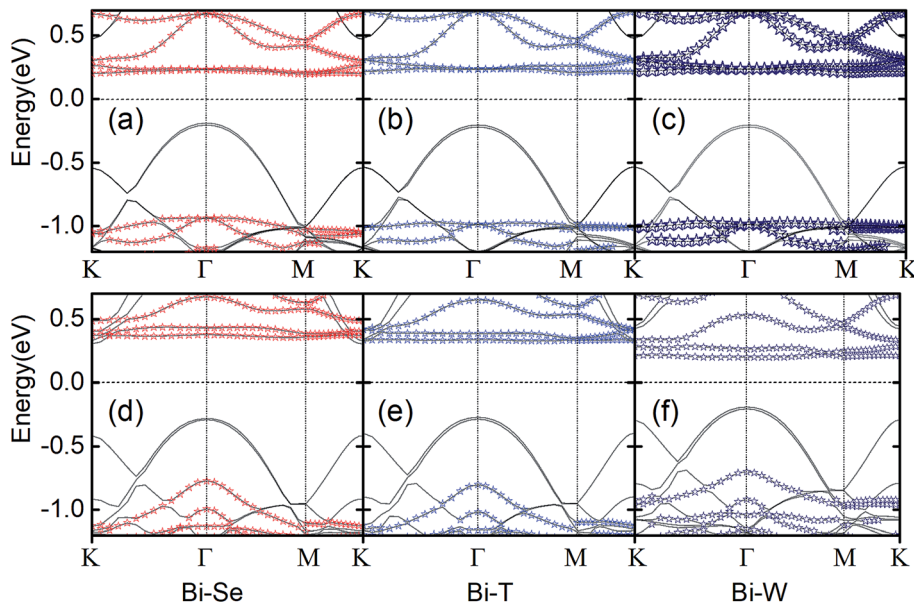 0.5
0.0
-0.5
-1.0
Energy(eV)
(a)
(b)
(c)
K Γ M K Γ M K Γ M K
0.5
0.0
-0.5
-1.0
Energy(eV)
(d)
(e)
(f)
K Γ M K Γ M K Γ M K
Bi-Se Bi-T Bi-W